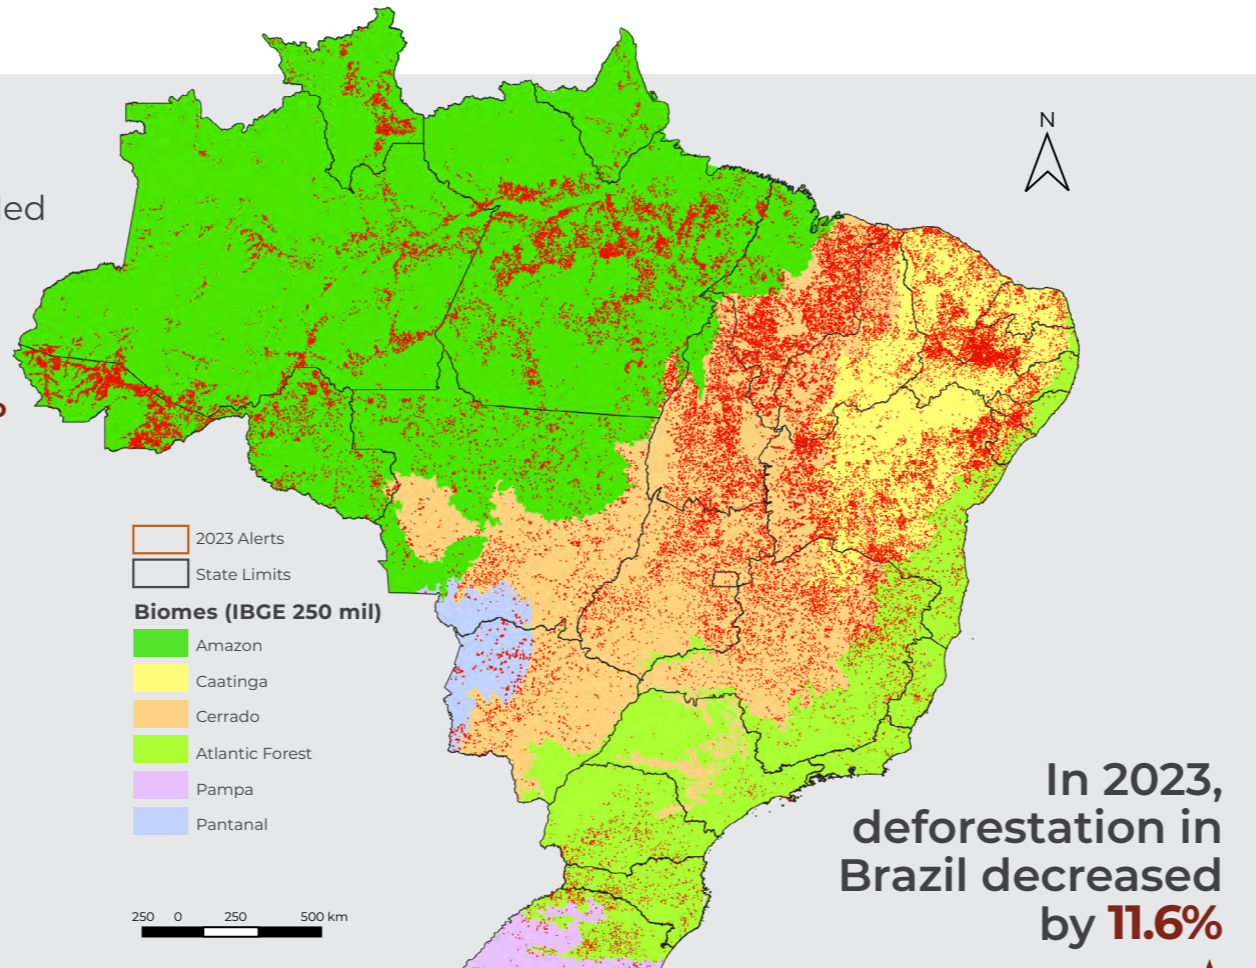 N
2023 Alerts
State Limits
Biomes (IBGE 250 mil)
Amazon
Caatinga
Cerrado
Atlantic Forest
Pampa
Pantanal
250 0 250 500 km
In 2023,
deforestation in
Brazil decreased
by 11.6%